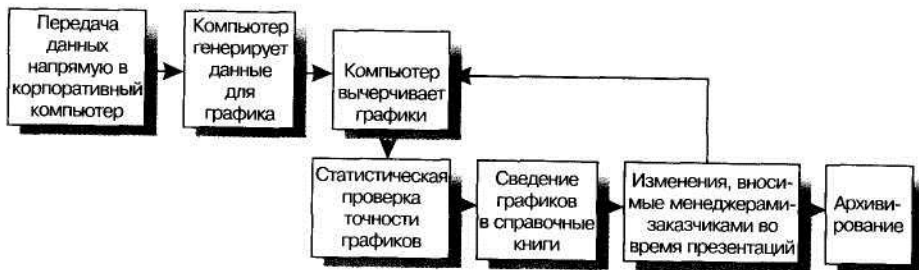 Передача
данных
напрямую в
корпоративный
компьютер
Компьютер
генерирует
данные
для
графика
Компьютер
вычерчивает
графики
Статистическая
проверка
точности
графиков
Сведение
графиков
в справочные
книги
Изменения, вноси-
мые менеджерами-
заказчиками во
время презентаций
Архиви-
рование